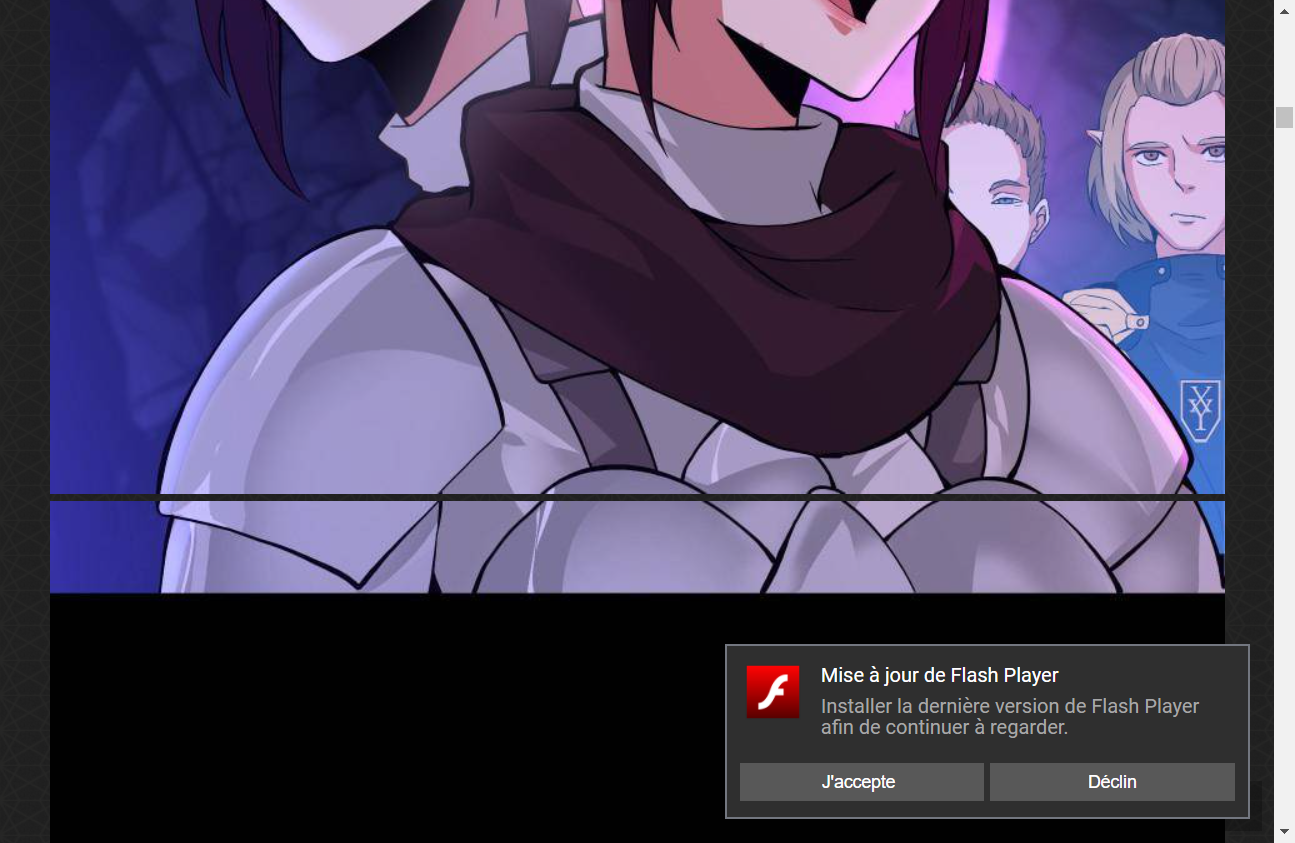 Mise à jour de Flash Player
Installer la dernière version de Flash Player
afin de continuer à regarder.
J'accepte
Déclin